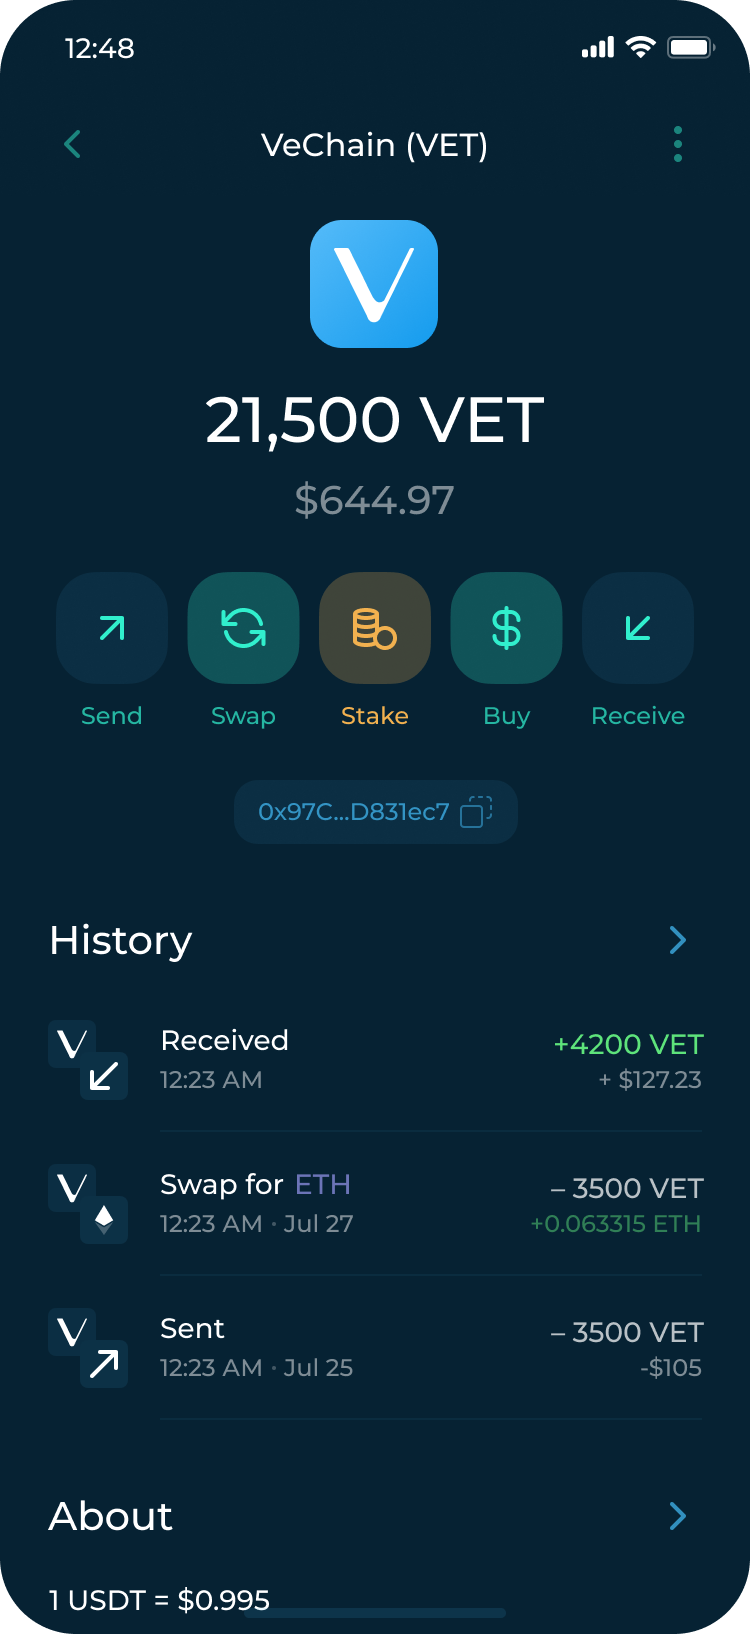 12:48
VeChain (VET)
21,500 VET
$644.97
Send Swap Stake Buy Receive
0x97C...D831ec7
History
Received +4200 VET
12:23 AM + $127.23
Swap for ETH – 3500 VET
12:23 AM • Jul 27 +0.063315 ETH
Sent – 3500 VET
12:23 AM • Jul 25 -$105
About
1 USDT = $0.995